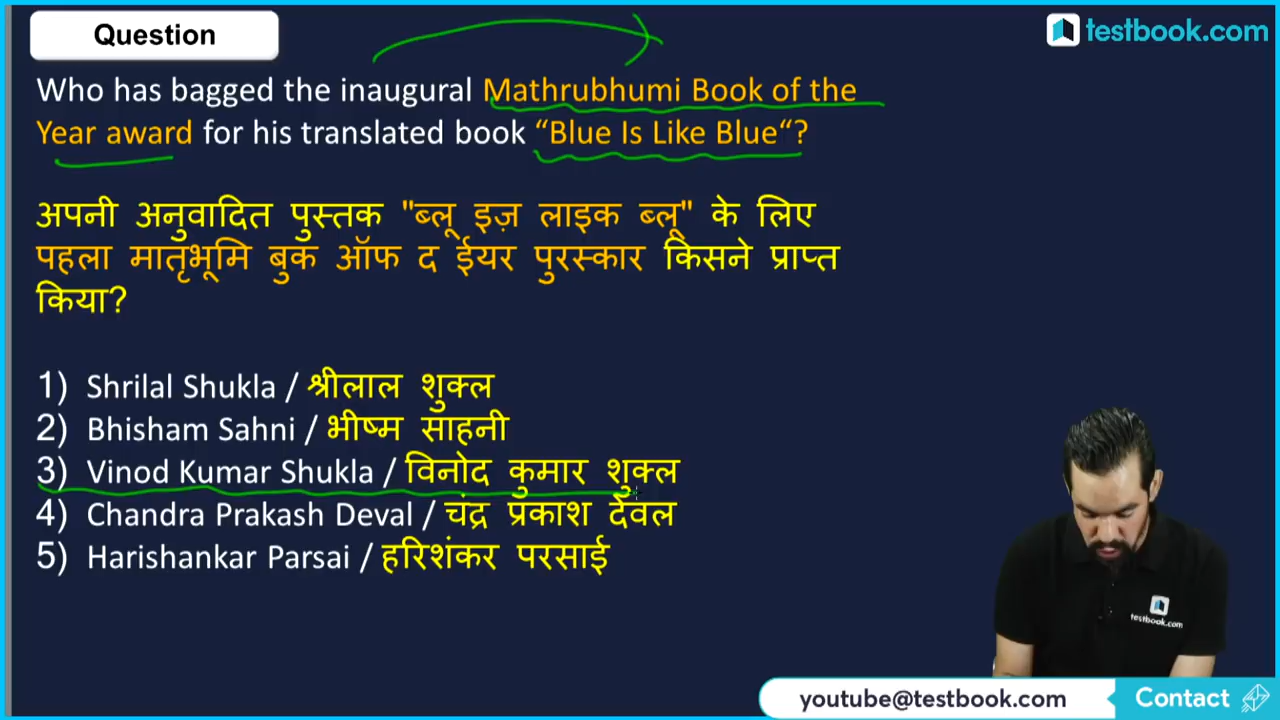 Question
testbook.com
Who has bagged the inaugural Mathrubhumi Book of the
Year award for his translated book “Blue Is Like Blue“?
अपनी अनुवादित पुस्तक "ब्लू इज़ लाइक ब्लू" के लिए
पहला मातृभूमि बुक ऑफ द ईयर पुरस्कार किसने प्राप्त
किया?
1) Shrilal Shukla / श्रीलाल शुक्ल
2) Bhisham Sahni / भीष्म साहनी
3) Vinod Kumar Shukla / विनोद कुमार शुक्ल
4) Chandra Prakash Deval / चंद्र प्रकाश देवल
5) Harishankar Parsai / हरिशंकर परसाई
testbook.com
youtube@testbook.com
Contact